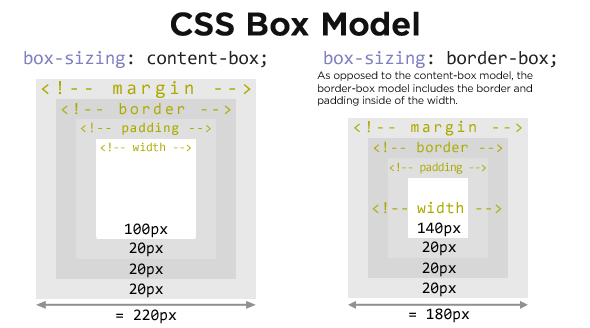 CSS Box Model
box-sizing: content-box;
<!-- margin -->
<!-- border -->
<!-- padding -->
<!-- width -->
100px
20px
20px
20px
= 220px
box-sizing: border-box;
As opposed to the content-box model, the
border-box model includes the border and
padding inside of the width.
<!-- margin -->
<!-- border -->
<!-- padding -->
<!-- width -->
140px
20px
20px
20px
= 180px